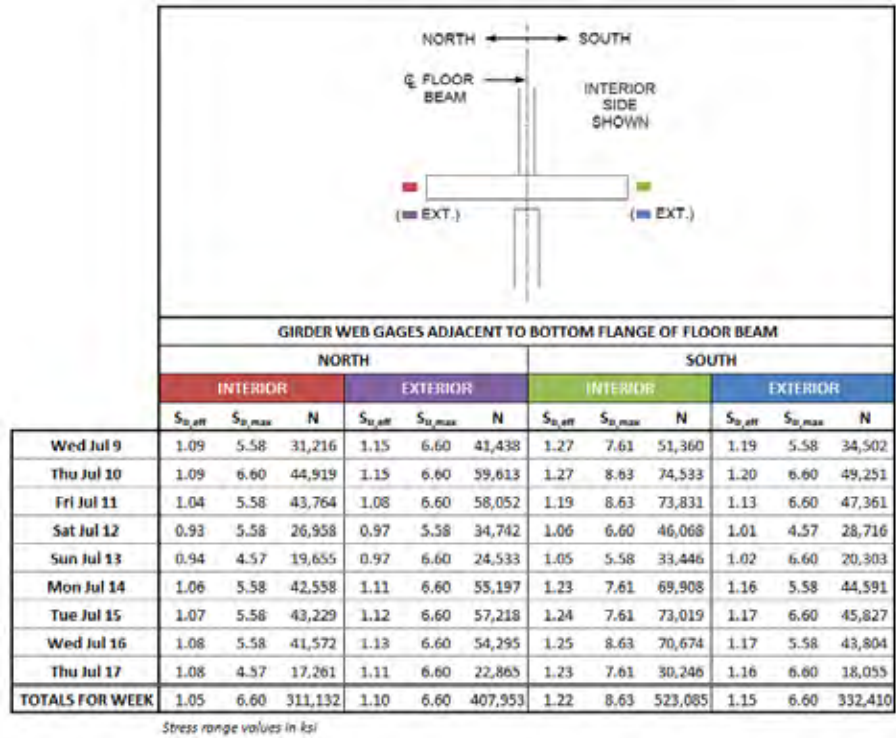 NORTH SOUTH
℄ FLOOR BEAM
INTERIOR SIDE SHOWN
( EXT.) ( EXT.)
GIRDER WEB GAGES ADJACENT TO BOTTOM FLANGE OF FLOOR BEAM
NORTH SOUTH
INTERIOR EXTERIOR INTERIOR EXTERIOR
Sᵣₑ,eff Sᵣₑ,max N
Wed Jul 9 1.09 5.58 31,216 1.15 6.60 41,438 1.27 7.61 51,360 1.19 5.58 34,502
Thu Jul 10 1.09 6.60 44,919 1.15 6.60 59,613 1.27 8.63 74,533 1.20 6.60 49,251
Fri Jul 11 1.04 5.58 43,764 1.08 6.60 58,052 1.19 8.63 73,831 1.13 6.60 47,361
Sat Jul 12 0.93 5.58 26,958 0.97 5.58 34,742 1.06 6.60 46,068 1.01 4.57 28,716
Sun Jul 13 0.94 4.57 19,655 0.97 6.60 24,533 1.05 5.58 33,446 1.02 6.60 20,303
Mon Jul 14 1.06 5.58 42,558 1.11 6.60 55,197 1.23 7.61 69,908 1.16 5.58 44,591
Tue Jul 15 1.07 5.58 43,229 1.12 6.60 57,218 1.24 7.61 73,019 1.17 6.60 45,827
Wed Jul 16 1.08 5.58 41,572 1.13 6.60 54,295 1.25 8.63 70,674 1.17 5.58 43,804
Thu Jul 17 1.08 4.57 17,261 1.11 6.60 22,865 1.23 7.61 30,246 1.16 6.60 18,055
TOTALS FOR WEEK 1.05 6.60 311,132 1.10 6.60 407,953 1.22 8.63 523,085 1.15 6.60 332,410
Stress range values in ksi